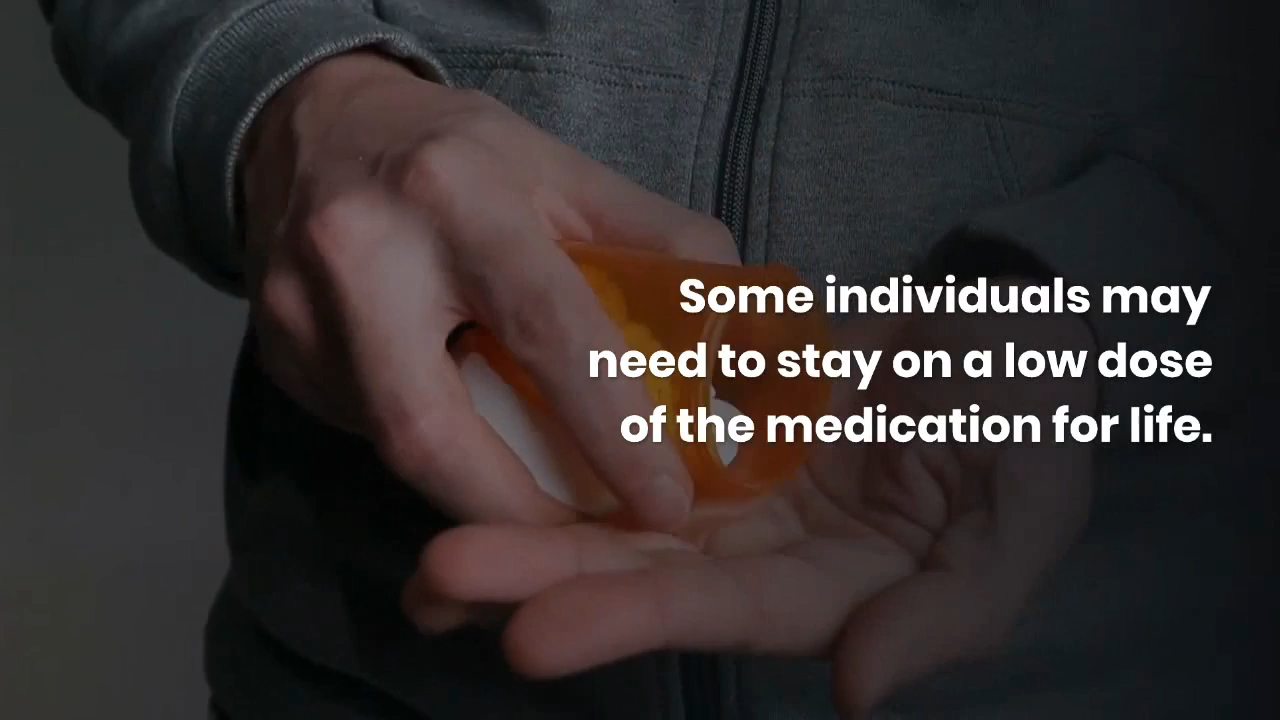 Some individuals may
need to stay on a low dose
of the medication for life.